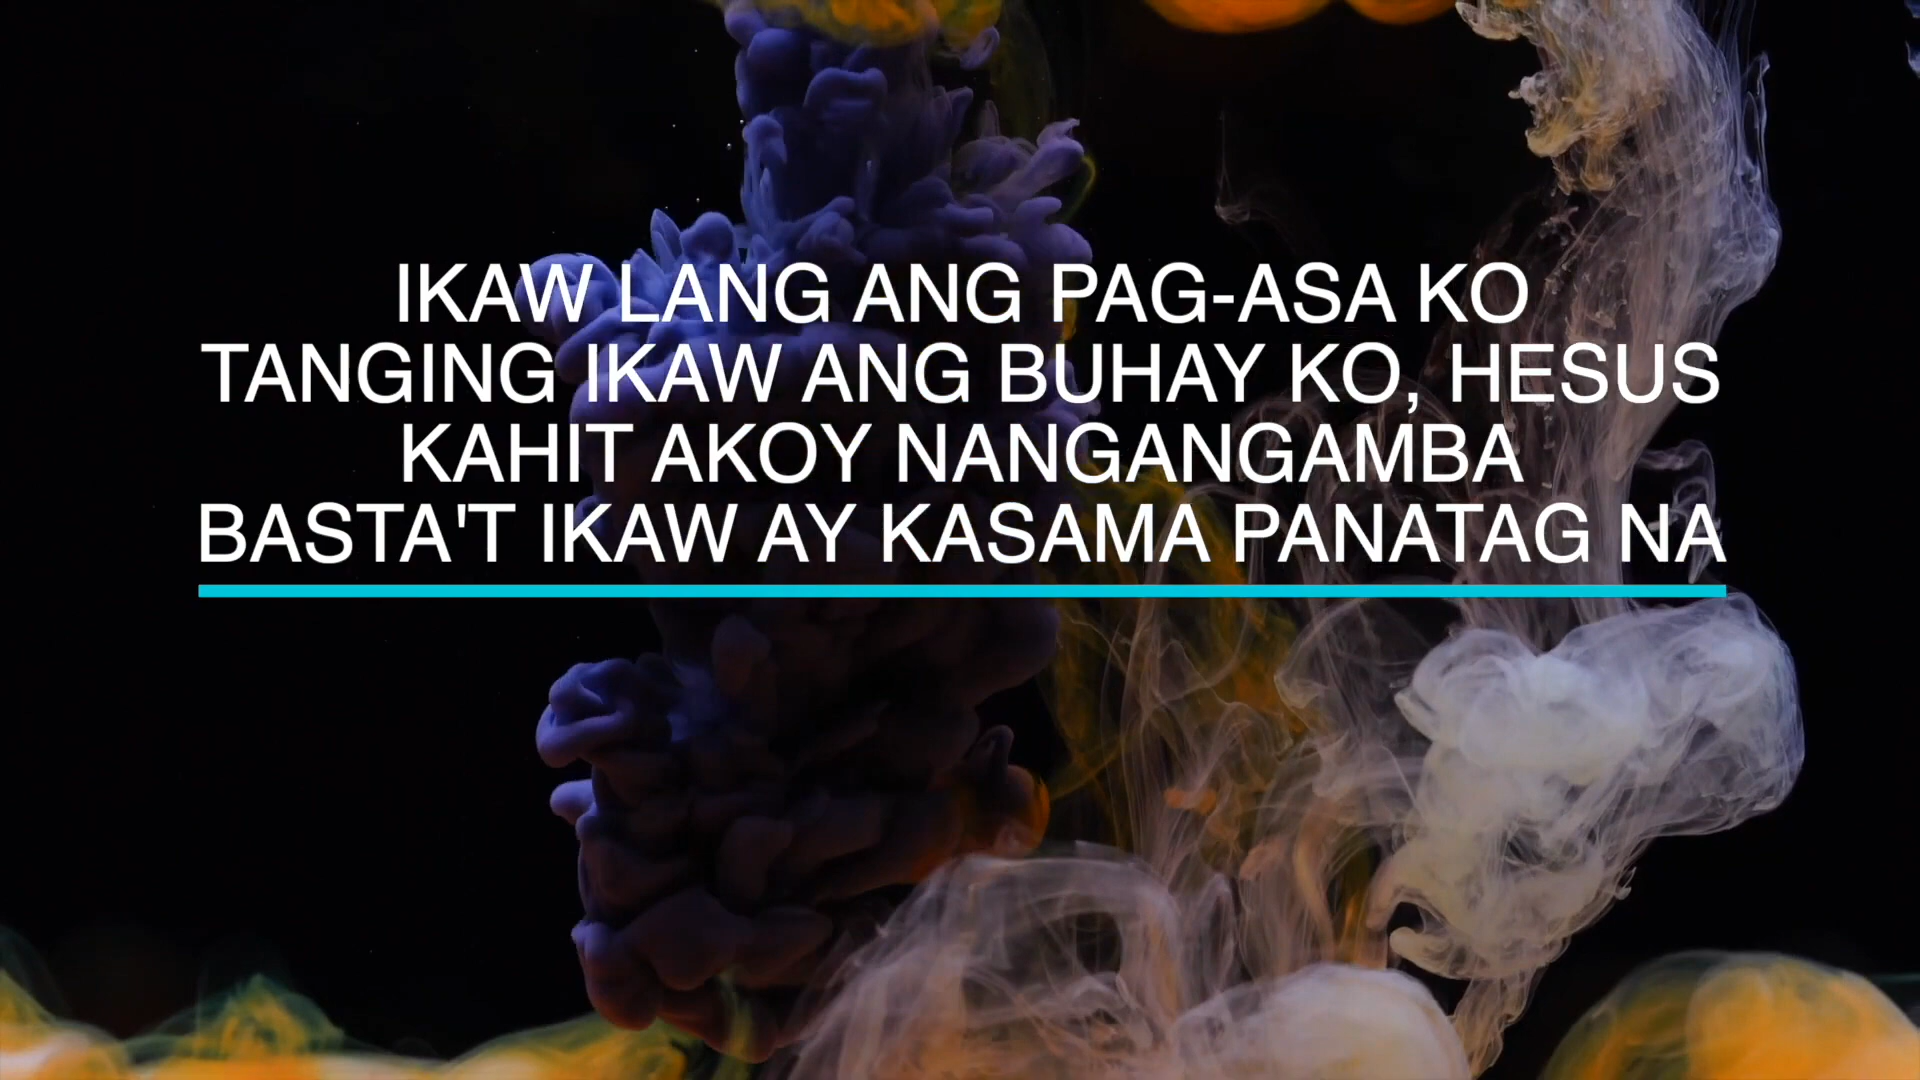 IKAW LANG ANG PAG-ASA KO
TANGING IKAW ANG BUHAY KO, HESUS
KAHIT AKOY NANGANGAMBA
BASTA'T IKAW AY KASAMA PANATAG NA